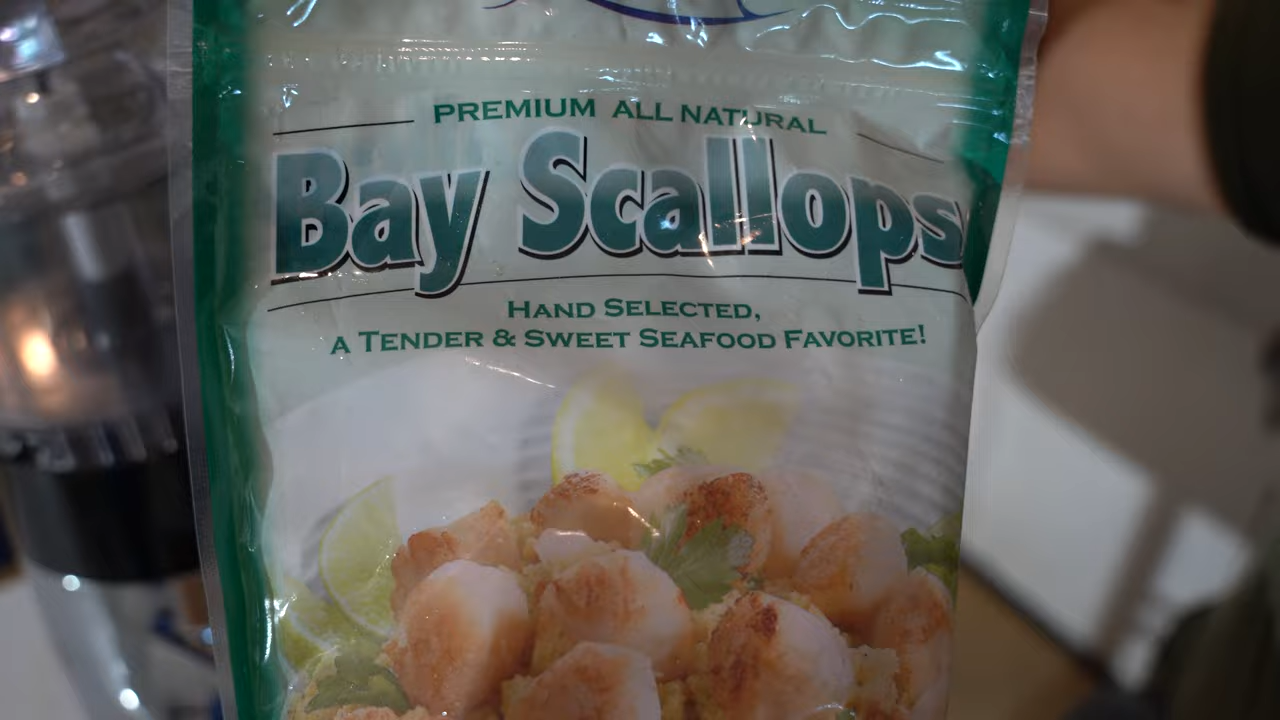 PREMIUM ALL NATURAL
Bay Scallops
HAND SELECTED,
A TENDER & SWEET SEAFOOD FAVORITE!